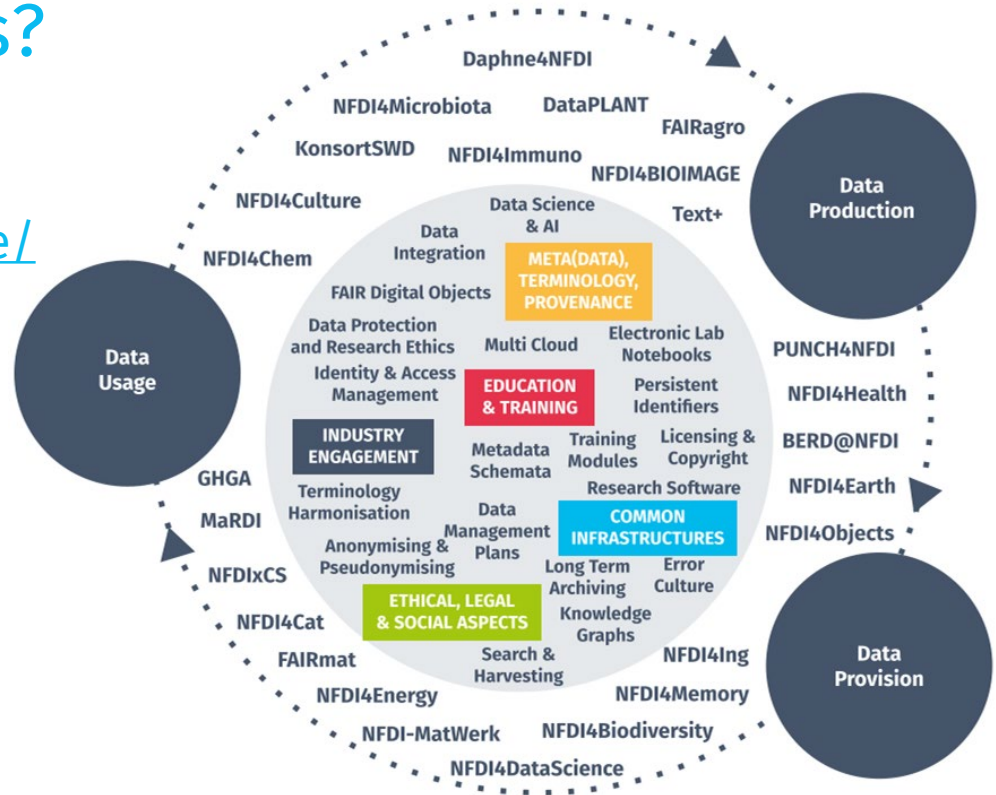 s?
e/
Daphne4NFDI
NFDI4Microbiota
DataPLANT
FAIRagro
KonsortSWD
NFDI4Immuno
NFDI4BIOIMAGE
NFDI4Culture
Text+
NFDI4Chem
Data
Production
Data Science
& AI
Data
Integration
META(DATA),
TERMINOLOGY,
PROVENANCE
FAIR Digital Objects
Data Protection
and Research Ethics
Multi Cloud
Electronic Lab
Notebooks
Identity & Access
Management
EDUCATION
& TRAINING
Persistent
Identifiers
INDUSTRY
ENGAGEMENT
Metadata
Schemata
Training
Modules
Licensing &
Copyright
Research Software
Terminology
Harmonisation
Data
Management
Plans
COMMON
INFRASTRUCTURES
Anonymising &
Pseudonymising
Long Term
Archiving
Error
Culture
ETHICAL, LEGAL
& SOCIAL ASPECTS
Knowledge
Graphs
Search &
Harvesting
Data
Usage
PUNCH4NFDI
NFDI4Health
BERD@NFDI
NFDI4Earth
NFDI4Objects
GHGA
MaRDI
NFDIxCS
NFDI4Cat
FAIRmat
NFDI4Energy
NFDI-MatWerk
NFDI4DataScience
NFDI4Biodiversity
NFDI4Memory
NFDI4Ing
Data
Provision